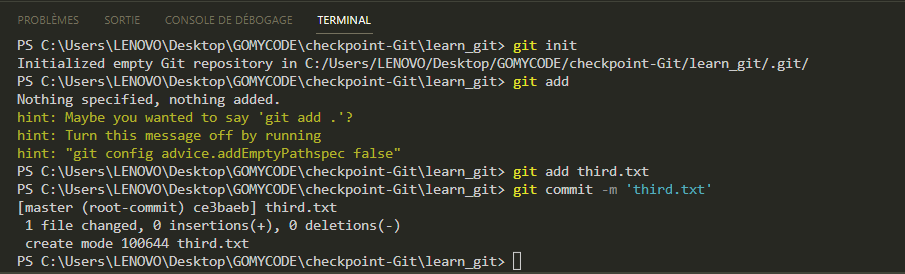 PROBLÈMES SORTIE CONSOLE DE DÉBOGAGE TERMINAL
PS C:\Users\LENOVO\Desktop\GOMYCODE\checkpoint-Git\learn_git> git init
Initialized empty Git repository in C:/Users/LENOVO/Desktop/GOMYCODE/checkpoint-Git/learn_git/.git/
PS C:\Users\LENOVO\Desktop\GOMYCODE\checkpoint-Git\learn_git> git add
Nothing specified, nothing added.
hint: Maybe you wanted to say 'git add .'?
hint: Turn this message off by running
hint: "git config advice.addEmptyPathspec false"
PS C:\Users\LENOVO\Desktop\GOMYCODE\checkpoint-Git\learn_git> git add third.txt
PS C:\Users\LENOVO\Desktop\GOMYCODE\checkpoint-Git\learn_git> git commit -m 'third.txt'
[master (root-commit) ce3baeb] third.txt
 1 file changed, 0 insertions(+), 0 deletions(-)
 create mode 100644 third.txt
PS C:\Users\LENOVO\Desktop\GOMYCODE\checkpoint-Git\learn_git>